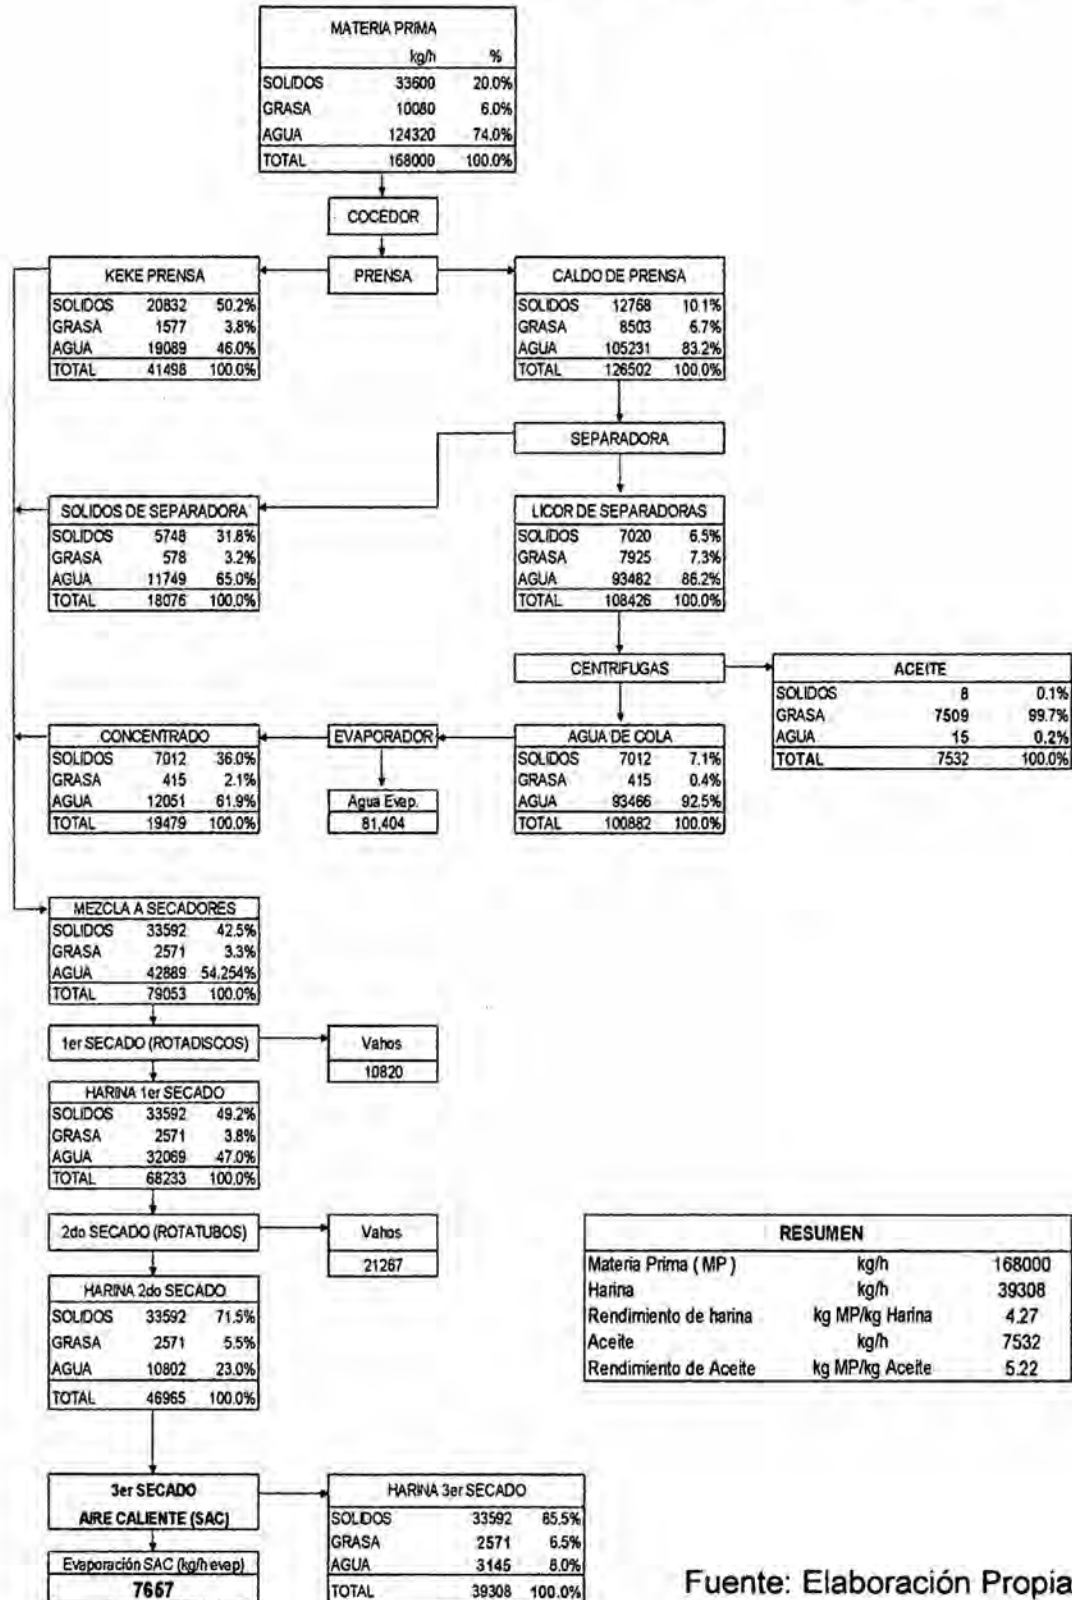 MATERIA PRIMA
kg/h %
SOLIDOS 33600 20.0%
GRASA 10080 6.0%
AGUA 124320 74.0%
TOTAL 168000 100.0%
COCEDOR
PRENSA
KEKE PRENSA
SOLIDOS 20832 50.2%
GRASA 1577 3.8%
AGUA 19089 46.0%
TOTAL 41498 100.0%
CALDO DE PRENSA
SOLIDOS 12768 10.1%
GRASA 8503 6.7%
AGUA 105231 83.2%
TOTAL 126502 100.0%
SEPARADORA
SOLIDOS DE SEPARADORA
SOLIDOS 5748 31.8%
GRASA 578 3.2%
AGUA 11749 65.0%
TOTAL 18076 100.0%
LICOR DE SEPARADORAS
SOLIDOS 7020 6.5%
GRASA 7925 7.3%
AGUA 93482 86.2%
TOTAL 108426 100.0%
CENTRIFUGAS
ACEITE
SOLIDOS 8 0.1%
GRASA 7509 99.7%
AGUA 15 0.2%
TOTAL 7532 100.0%
CONCENTRADO
SOLIDOS 7012 36.0%
GRASA 415 2.1%
AGUA 12051 61.9%
TOTAL 19479 100.0%
EVAPORADOR
Agua Evap.
81,404
AGUA DE COLA
SOLIDOS 7012 7.1%
GRASA 415 0.4%
AGUA 93466 92.5%
TOTAL 100882 100.0%
MEZCLA A SECADORES
SOLIDOS 33592 42.5%
GRASA 2571 3.3%
AGUA 42889 54.254%
TOTAL 79053 100.0%
1er SECADO (ROTADISCOS)
Vahos
10820
HARINA 1er SECADO
SOLIDOS 33592 49.2%
GRASA 2571 3.8%
AGUA 32069 47.0%
TOTAL 68233 100.0%
2do SECADO (ROTATUBOS)
Vahos
21267
HARINA 2do SECADO
SOLIDOS 33592 71.5%
GRASA 2571 5.5%
AGUA 10802 23.0%
TOTAL 46965 100.0%
RESUMEN
Materia Prima ( MP ) kg/h 168000
Harina kg/h 39308
Rendimiento de harina kg MP/kg Harina 4.27
Aceite kg/h 7532
Rendimiento de Aceite kg MP/kg Aceite 5.22
3er SECADO
AIRE CALIENTE (SAC)
Evaporación SAC (kg/h evap)
7657
HARINA 3er SECADO
SOLIDOS 33592 85.5%
GRASA 2571 6.5%
AGUA 3145 8.0%
TOTAL 39308 100.0%
Fuente: Elaboración Propia